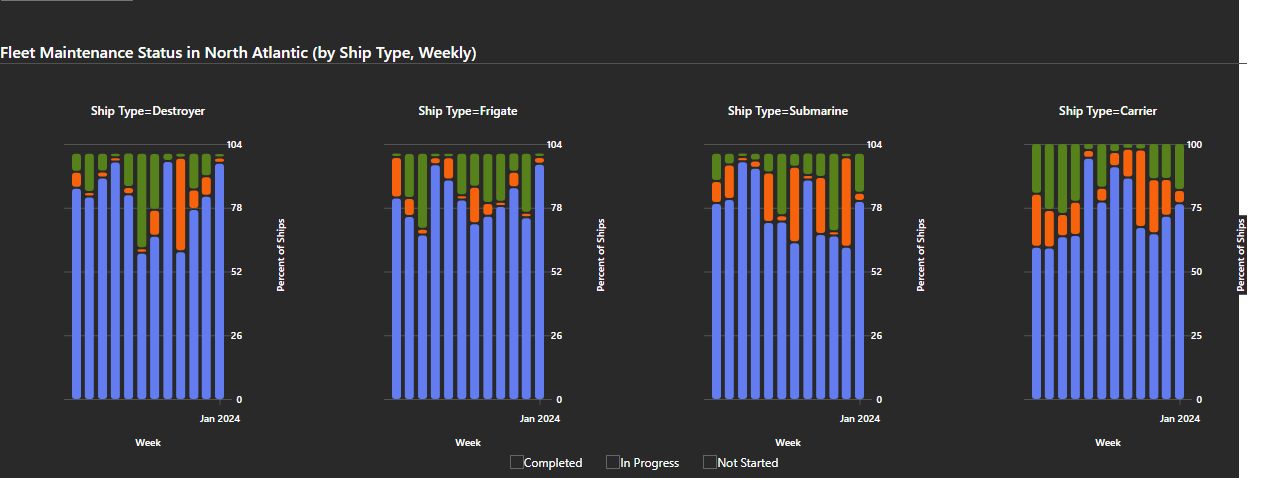 Fleet Maintenance Status in North Atlantic (by Ship Type, Weekly)
Ship Type=Destroyer
104
78
52
26
0
Percent of Ships
Jan 2024
Week
Ship Type=Frigate
104
78
52
26
0
Percent of Ships
Jan 2024
Week
Ship Type=Submarine
104
78
52
26
0
Percent of Ships
Jan 2024
Week
Ship Type=Carrier
100
75
50
25
0
Percent of Ships
Jan 2024
Week
Completed
In Progress
Not Started